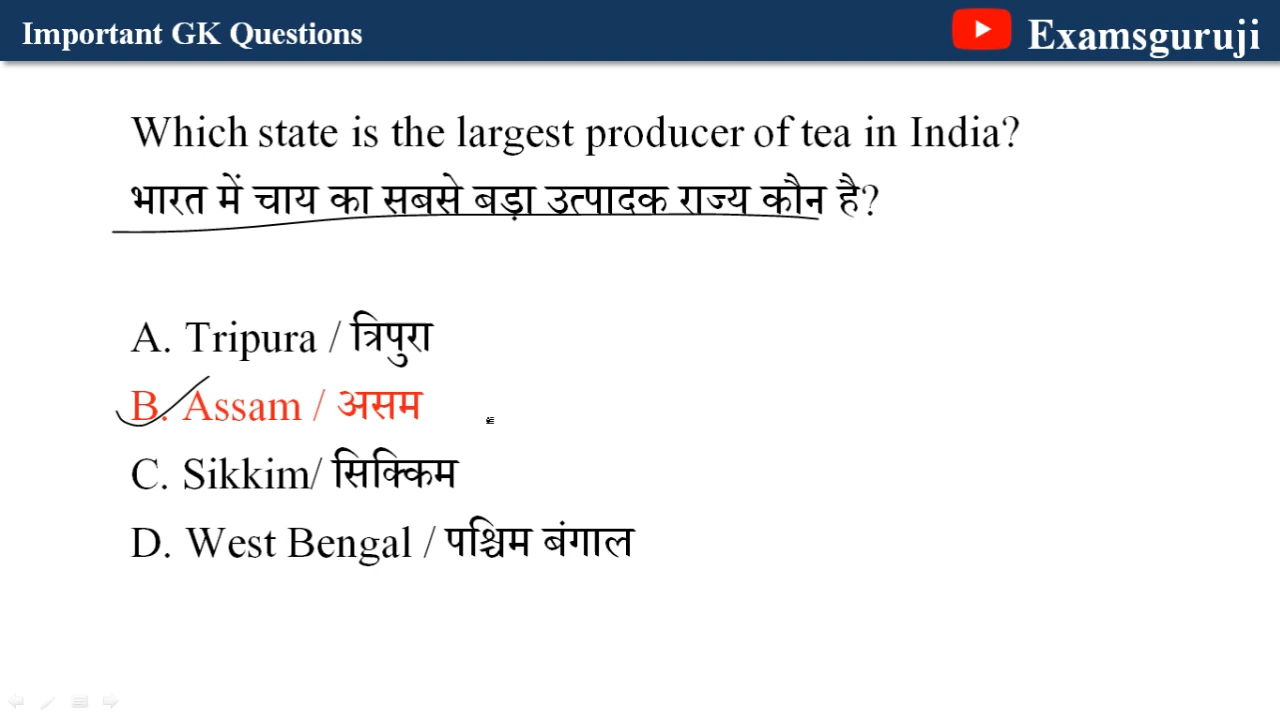 Important GK Questions
Examsguruji
Which state is the largest producer of tea in India?
भारत में चाय का सबसे बड़ा उत्पादक राज्य कौन है?
A. Tripura / त्रिपुरा
B. Assam / असम
C. Sikkim/ सिक्किम
D. West Bengal / पश्चिम बंगाल